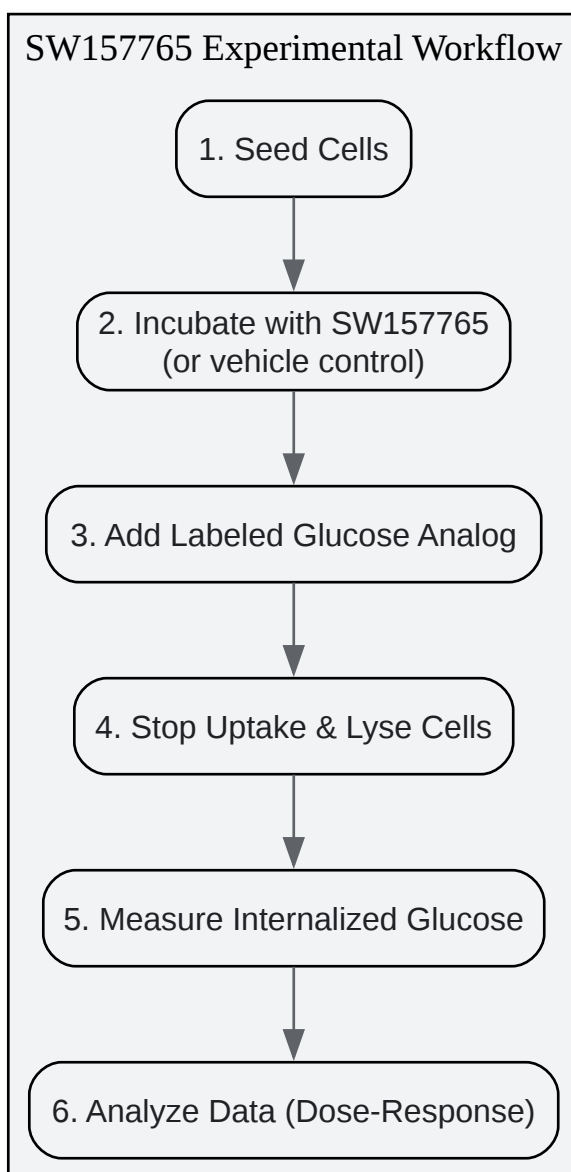 SW157765 Experimental Workflow
1. Seed Cells
2. Incubate with SW157765
(or vehicle control)
3. Add Labeled Glucose Analog
4. Stop Uptake & Lyse Cells
5. Measure Internalized Glucose
6. Analyze Data (Dose-Response)